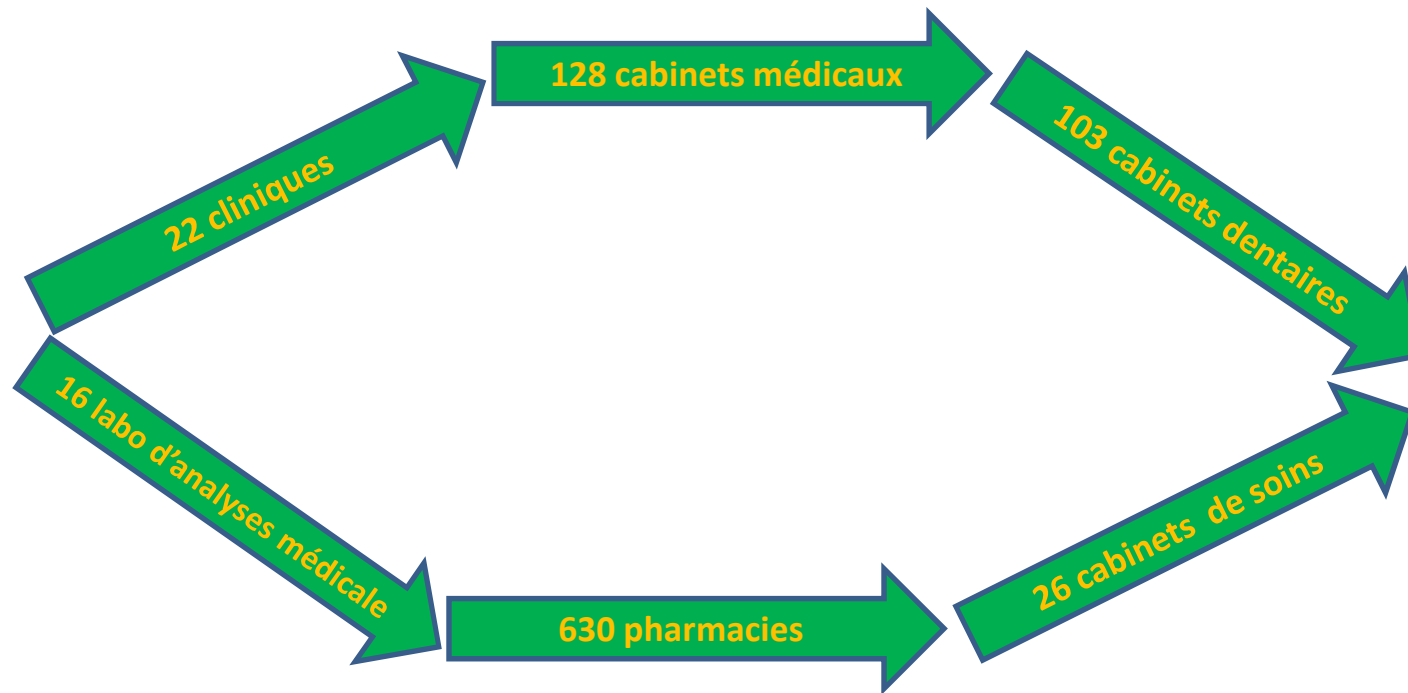 22 cliniques
128 cabinets médicaux
103 cabinets dentaires
16 labo d’analyses médicale
630 pharmacies
26 cabinets de soins